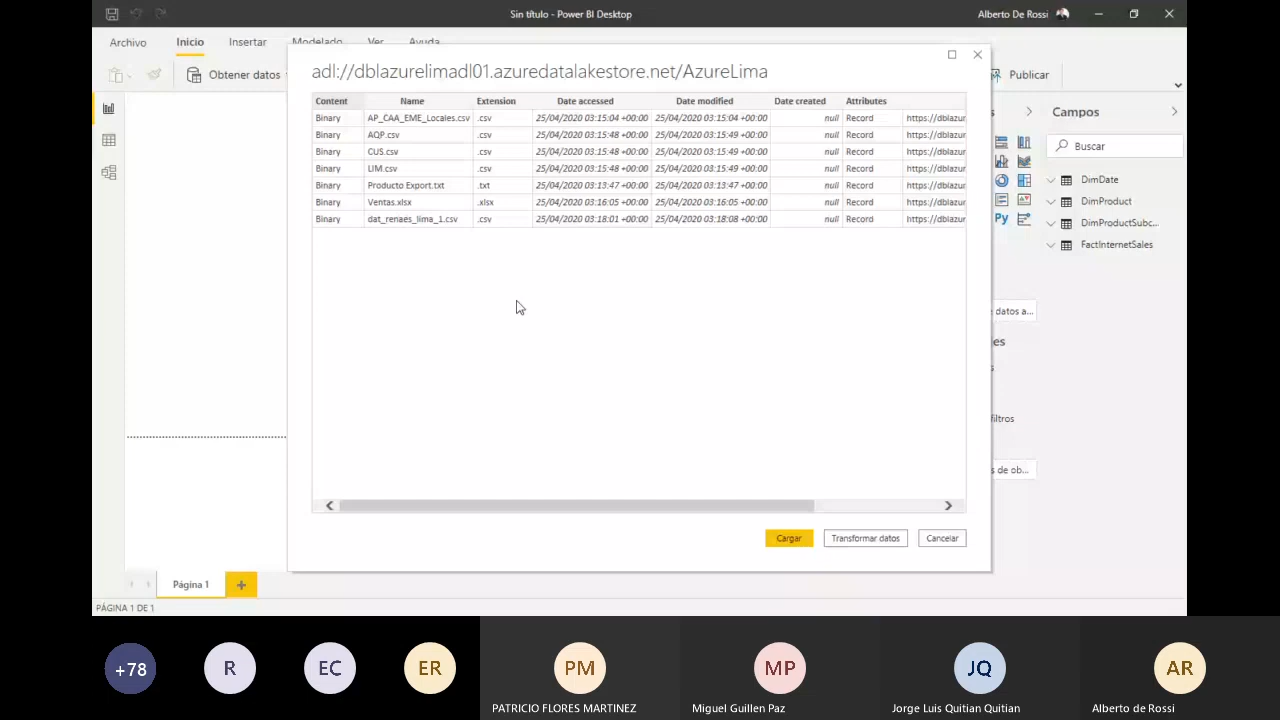 Sin título - Power BI Desktop
Alberto De Rossi
Archivo Inicio Insertar Modelado Ver Ayuda
Obtener datos
Publicar
adl://dblazurelimadl01.azuredatalakestore.net/AzureLima
Content Name Extension Date accessed Date modified Date created Attributes
Binary AP_CAA_EME_Locales.csv .csv 25/04/2020 03:15:04 +00:00 25/04/2020 03:15:04 +00:00 null Record https://dblazur
Binary AQP.csv .csv 25/04/2020 03:15:48 +00:00 25/04/2020 03:15:49 +00:00 null Record https://dblazur
Binary CUS.csv .csv 25/04/2020 03:15:48 +00:00 25/04/2020 03:15:49 +00:00 null Record https://dblazur
Binary LIM.csv .csv 25/04/2020 03:15:48 +00:00 25/04/2020 03:15:49 +00:00 null Record https://dblazur
Binary Producto Export.txt .txt 25/04/2020 03:13:47 +00:00 25/04/2020 03:13:47 +00:00 null Record https://dblazur
Binary Ventas.xlsx .xlsx 25/04/2020 03:16:05 +00:00 25/04/2020 03:16:05 +00:00 null Record https://dblazur
Binary dat_renaes_lima_1.csv .csv 25/04/2020 03:18:01 +00:00 25/04/2020 03:18:08 +00:00 null Record https://dblazur
Cargar Transformar datos Cancelar
s
Py
datos a...
es
s
filtros
s de ob...
Campos
Buscar
DimDate
DimProduct
DimProductSubc...
FactInternetSales
Página 1
PÁGINA 1 DE 1
+78 R EC ER PM MP JQ AR
PATRICIO FLORES MARTINEZ Miguel Guillen Paz Jorge Luis Quitian Quitian Alberto de Rossi